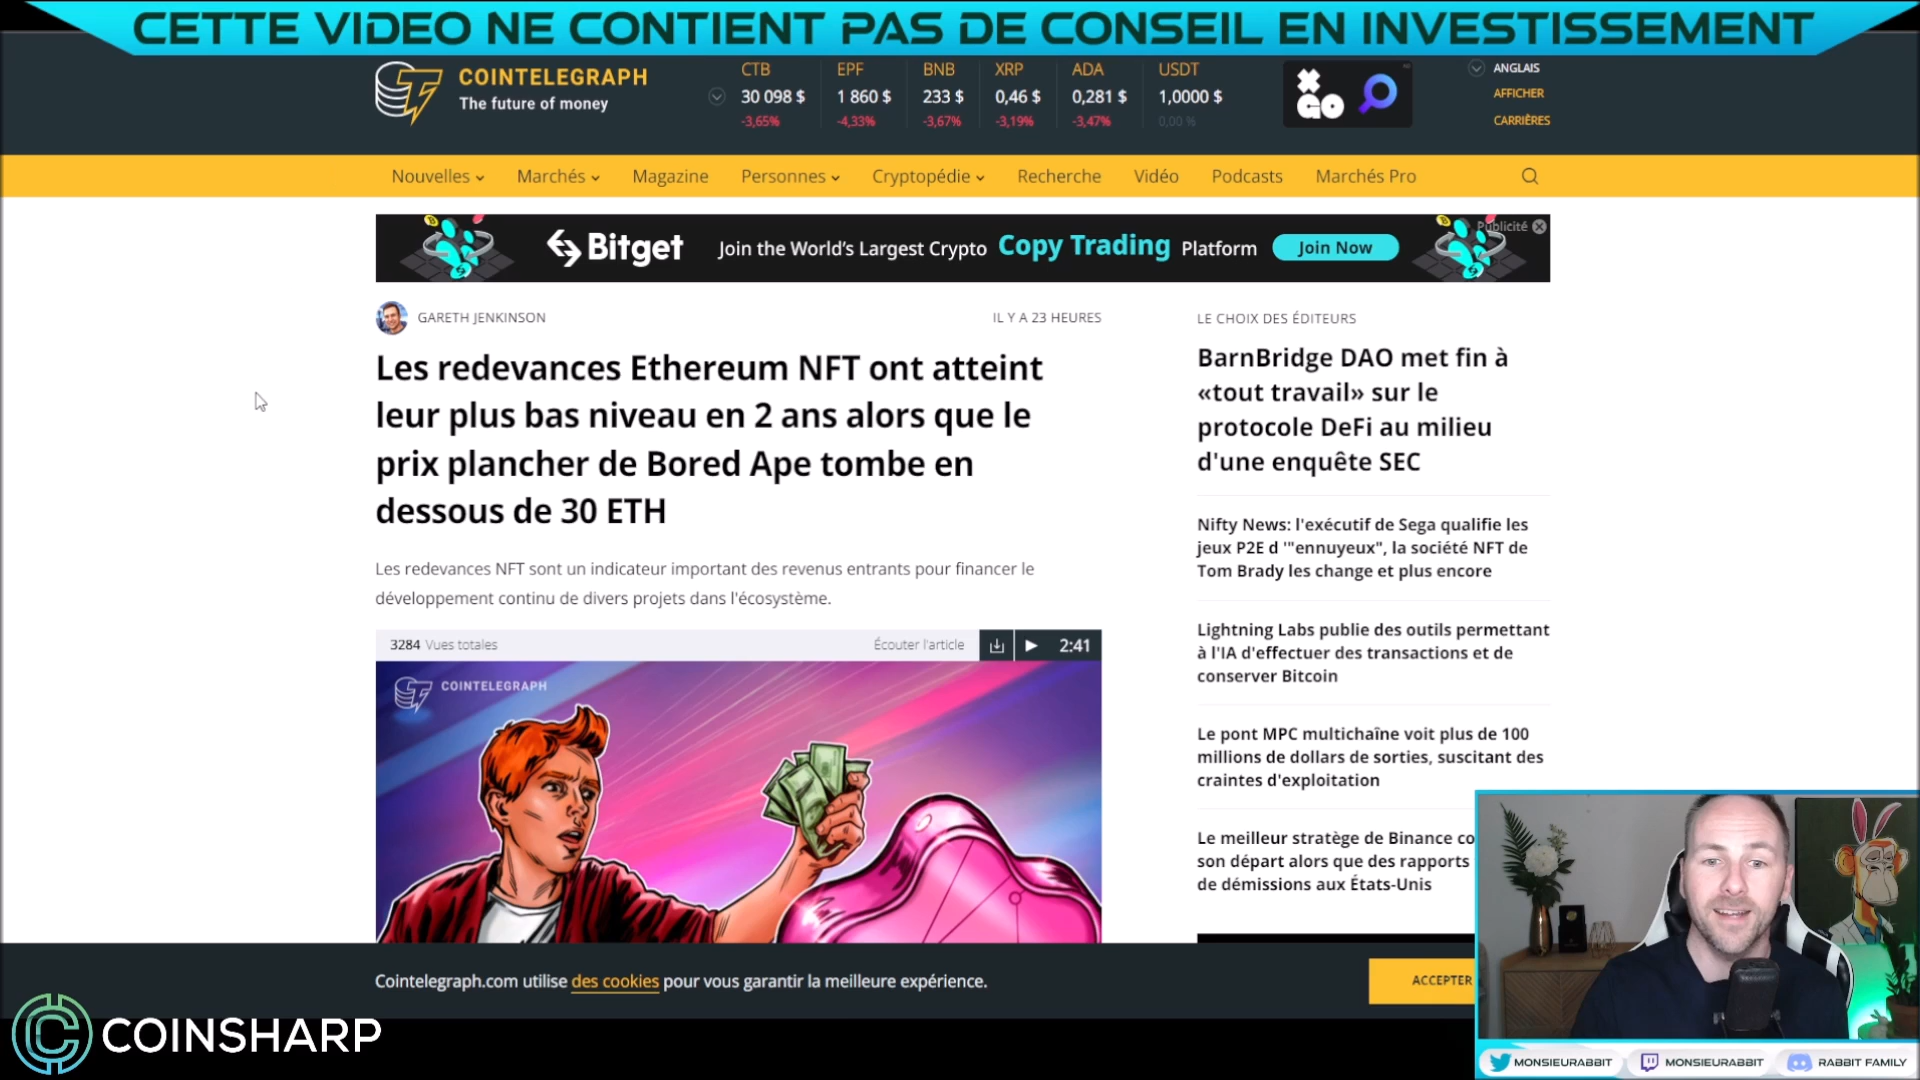 CETTE VIDEO NE CONTIENT PAS DE CONSEIL EN INVESTISSEMENT
COINTELEGRAPH
The future of money
CTB
30 098 $
-3,65%
EPF
1 860 $
-4,33%
BNB
233 $
-3,67%
XRP
0,46 $
-3,19%
ADA
0,281 $
-3,47%
USDT
1,0000 $
0,00 %
X
GO
ANGLAIS
AFFICHER
CARRIÈRES
Nouvelles
Marchés
Magazine
Personnes
Cryptopédie
Recherche
Vidéo
Podcasts
Marchés Pro
Bitget
Join the World's Largest Crypto Copy Trading Platform
Join Now
Publicité
GARETH JENKINSON
IL Y A 23 HEURES
Les redevances Ethereum NFT ont atteint
leur plus bas niveau en 2 ans alors que le
prix plancher de Bored Ape tombe en
dessous de 30 ETH
Les redevances NFT sont un indicateur important des revenus entrants pour financer le
développement continu de divers projets dans l'écosystème.
3284 Vues totales
Écouter l'article
2:41
COINTELEGRAPH
LE CHOIX DES ÉDITEURS
BarnBridge DAO met fin à
«tout travail» sur le
protocole DeFi au milieu
d'une enquête SEC
Nifty News: l'exécutif de Sega qualifie les
jeux P2E d '"ennuyeux", la société NFT de
Tom Brady les change et plus encore
Lightning Labs publie des outils permettant
à l'IA d'effectuer des transactions et de
conserver Bitcoin
Le pont MPC multichaîne voit plus de 100
millions de dollars de sorties, suscitant des
craintes d'exploitation
Le meilleur stratège de Binance co
son départ alors que des rapports
de démissions aux États-Unis
Cointelegraph.com utilise des cookies pour vous garantir la meilleure expérience.
ACCEPTER
COINSHARP
MONSIEURABBIT
MONSIEURABBIT
RABBIT FAMILY